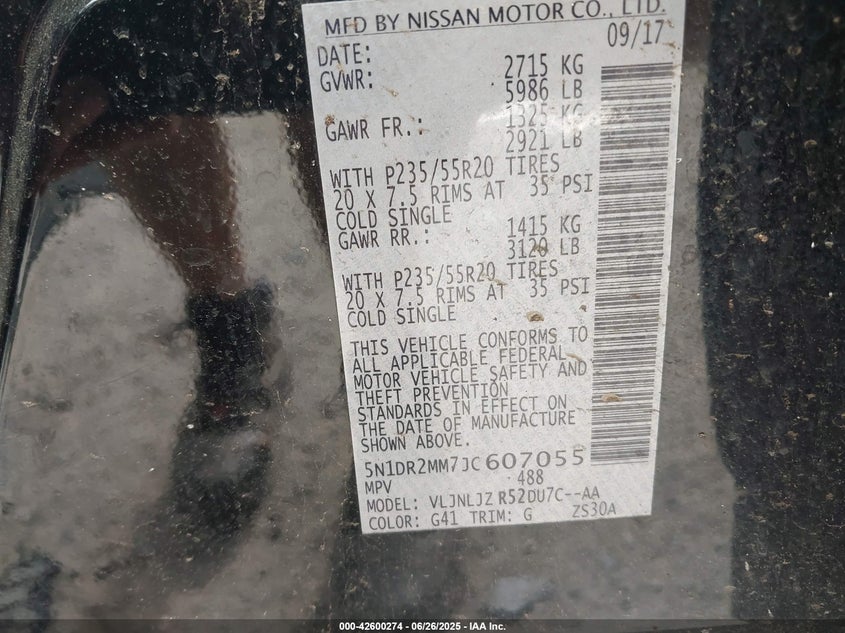 MFD BY NISSAN MOTOR CO., LTD.
DATE: 09/17
GVWR: 2715 KG
5986 LB
GAWR FR.: 1325 KG
2921 LB
WITH P235/55R20 TIRES
20 X 7.5 RIMS AT 35 PSI
COLD SINGLE
GAWR RR.: 1415 KG
3120 LB
WITH P235/55R20 TIRES
20 X 7.5 RIMS AT 35 PSI
COLD SINGLE
THIS VEHICLE CONFORMS TO
ALL APPLICABLE FEDERAL
MOTOR VEHICLE SAFETY AND
THEFT PREVENTION
STANDARDS IN EFFECT ON
THE DATE OF MANUFACTURE
SHOWN ABOVE.
5N1DR2MM7JC607055
MPV 488
MODEL: VLJNLJZ R52DU7C--AA
COLOR: G41 TRIM: G ZS30A
000-42600274 / 06/26/2025 - IAA Inc.